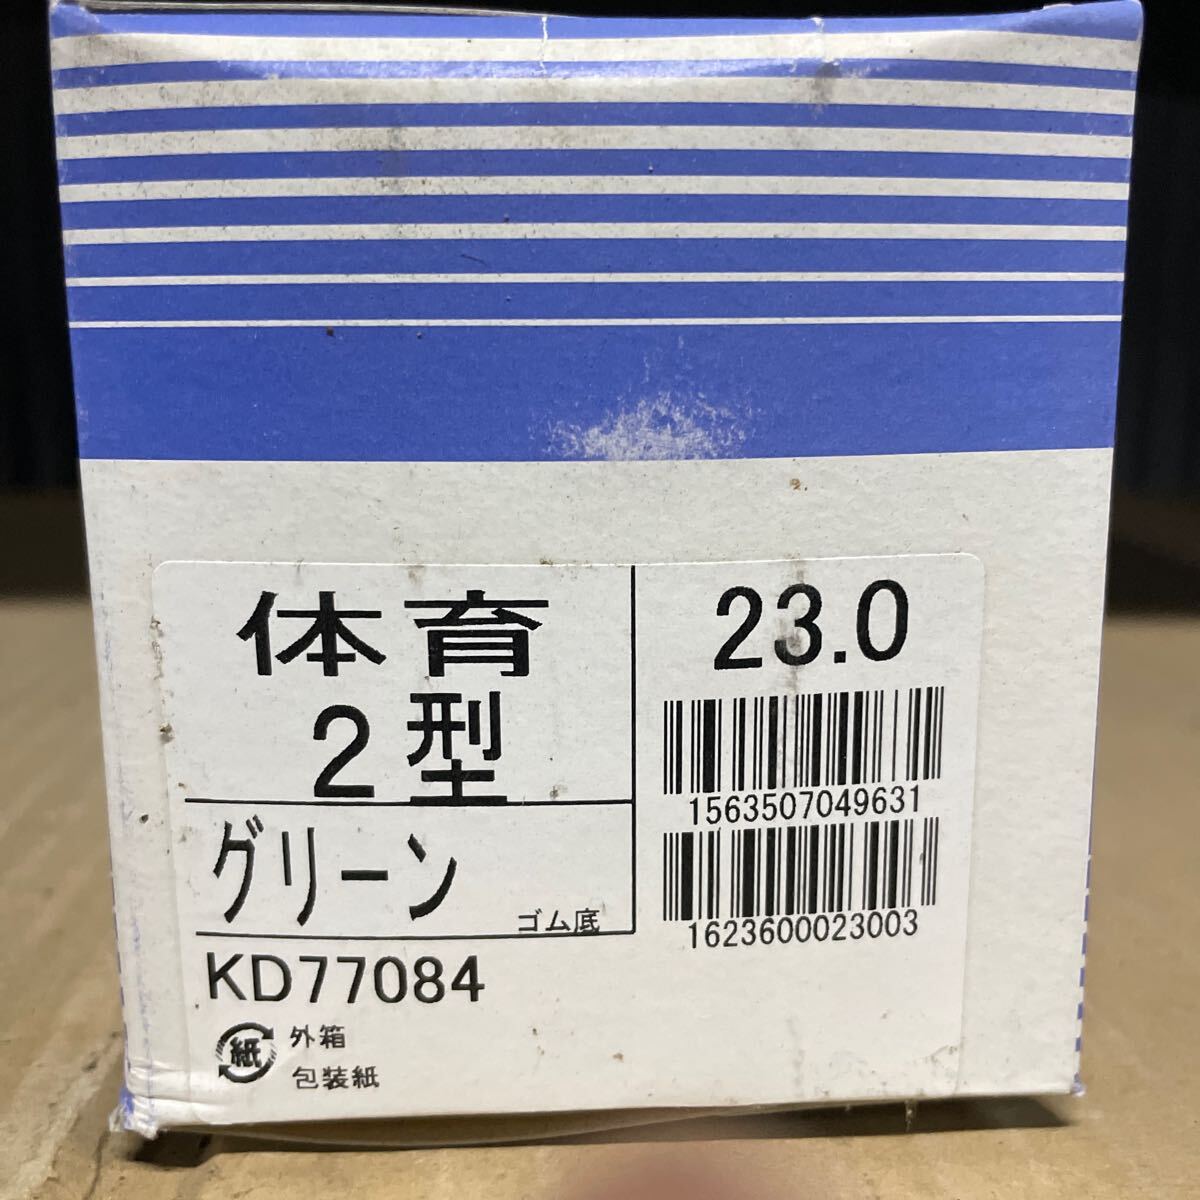 体育
2型
グリーン
ゴム底
KD77084
紙
外箱
包装紙
23.0
1563507049631
1623600023003